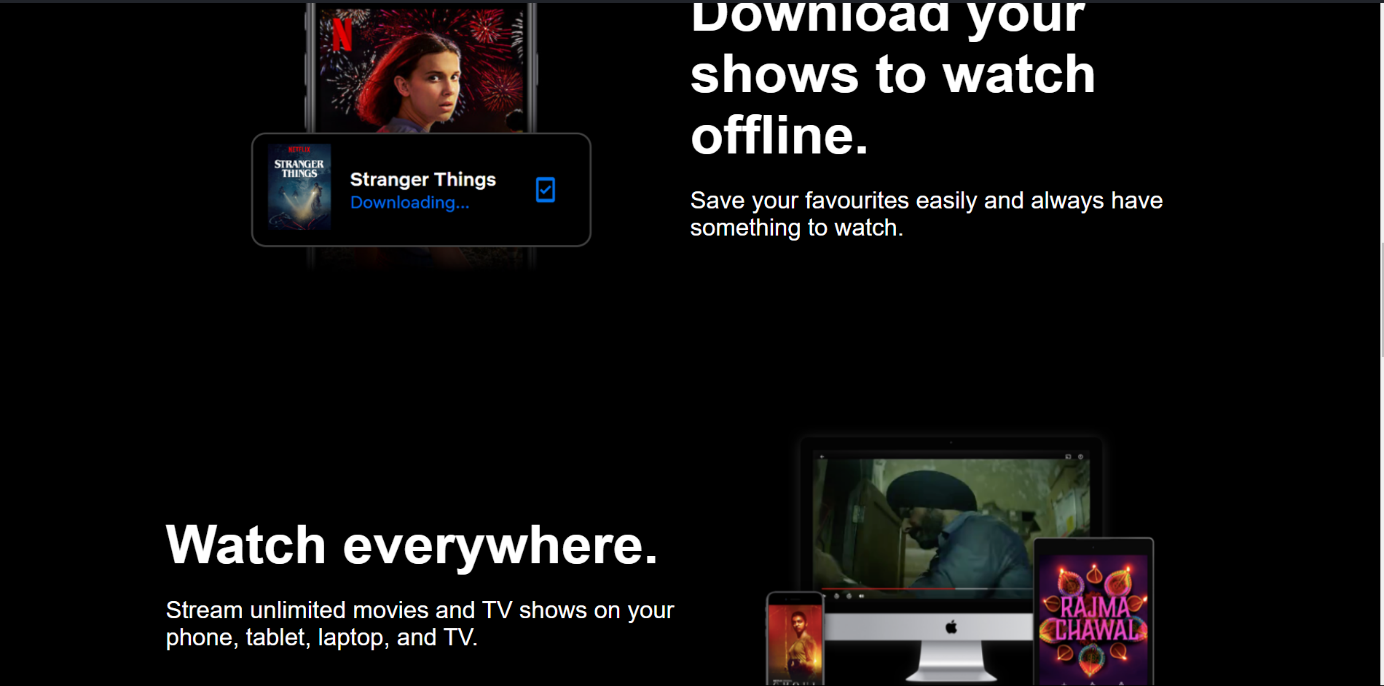 Download your
shows to watch
offline.
Save your favourites easily and always have
something to watch.
N
NETFLIX
STRANGER
THINGS
Stranger Things
Downloading...
Watch everywhere.
Stream unlimited movies and TV shows on your
phone, tablet, laptop, and TV.
RAJMA
CHAWAL